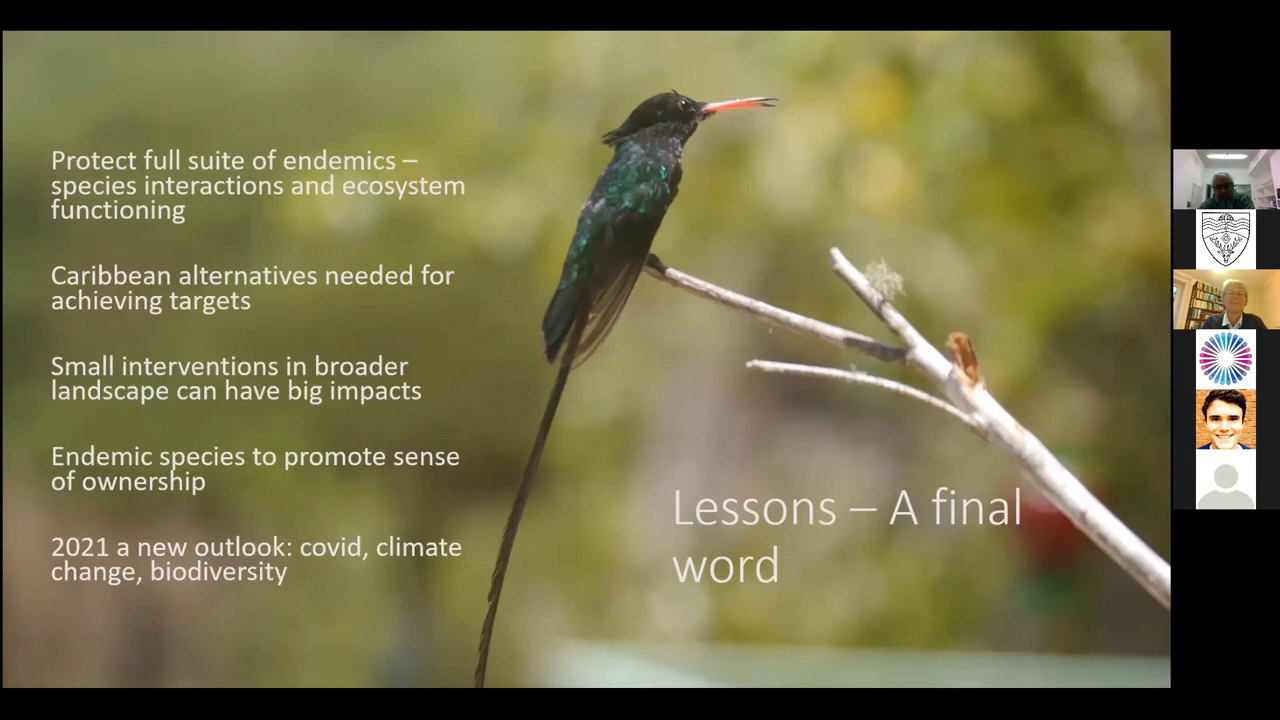 Protect full suite of endemics –
species interactions and ecosystem
functioning
Caribbean alternatives needed for
achieving targets
Small interventions in broader
landscape can have big impacts
Endemic species to promote sense
of ownership
2021 a new outlook: covid, climate
change, biodiversity
Lessons – A final
word